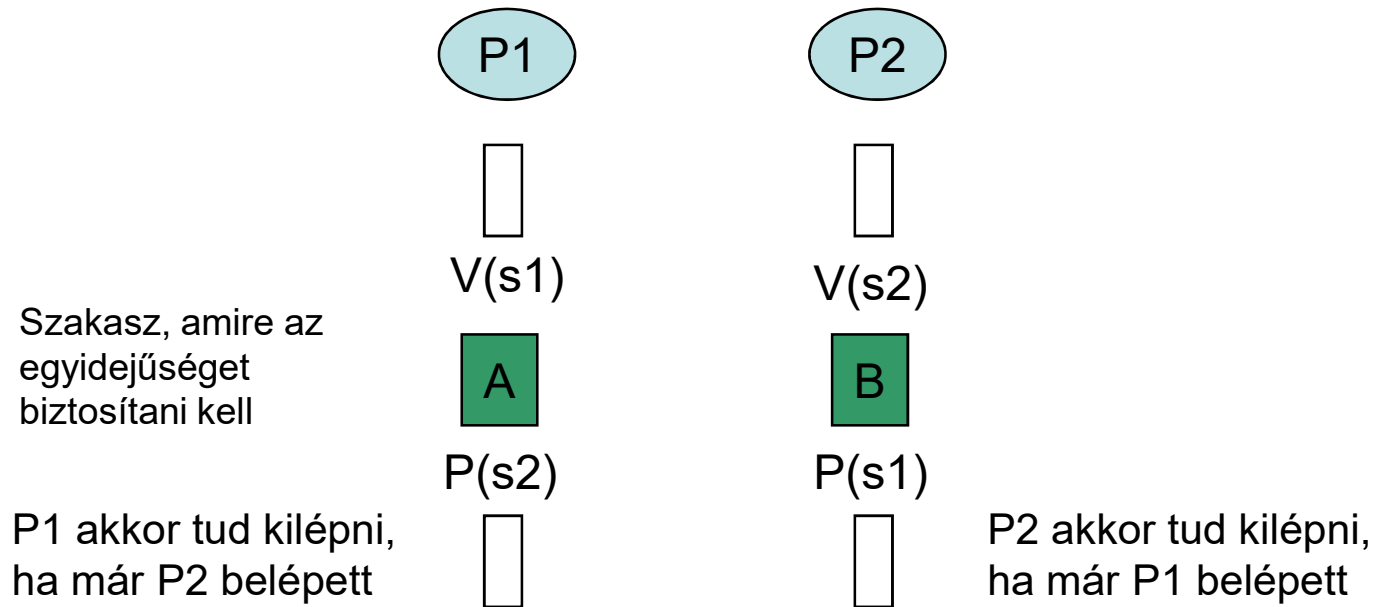 P1
P2
V(s1)
V(s2)
Szakasz, amire az
egyidejűséget
biztosítani kell
A
B
P(s2)
P(s1)
P1 akkor tud kilépni,
ha már P2 belépett
P2 akkor tud kilépni,
ha már P1 belépett